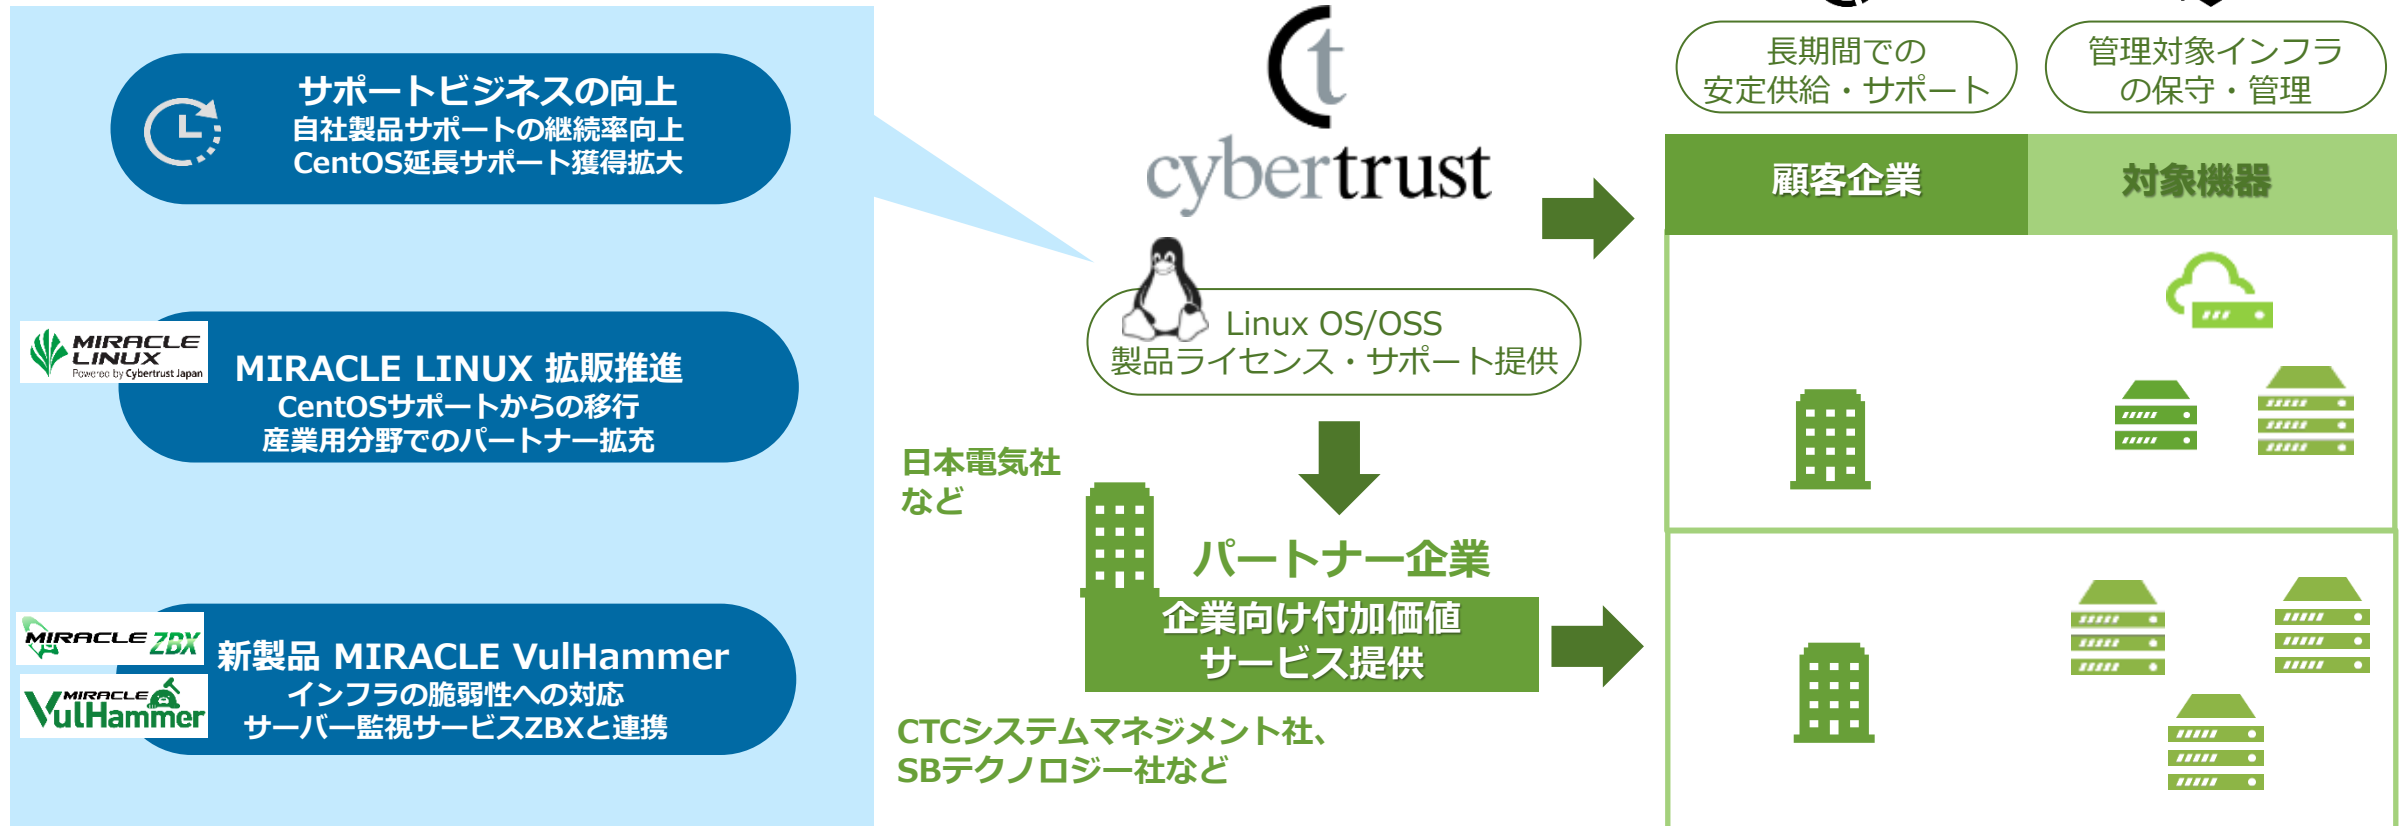 サポートビジネスの向上
自社製品サポートの継続率向上
CentOS延長サポート獲得拡大
MIRACLE
LINUX
Powered by Cybertrust Japan
MIRACLE LINUX 拡販推進
CentOSサポートからの移行
産業用分野でのパートナー拡充
MIRACLE ZBX
MIRACLE
VulHammer
新製品 MIRACLE VulHammer
インフラの脆弱性への対応
サーバー監視サービスZBXと連携
cybertrust
Linux OS/OSS
製品ライセンス・サポート提供
日本電気社
など
パートナー企業
企業向け付加価値
サービス提供
CTCシステムマネジメント社、
SBテクノロジー社など
長期間での
安定供給・サポート
管理対象インフラ
の保守・管理
顧客企業
対象機器